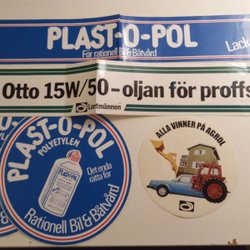 PLAST-O-POL
Lack
För rationell Bil & Båtvård
Otto 15W/50-oljan för proffs
Lantmännen
PLAST-O-POL
POLYETYLEN
Det enda
rätta för
Rationell Bil & Båtvård
ALLA VINNER PÅ AGROL